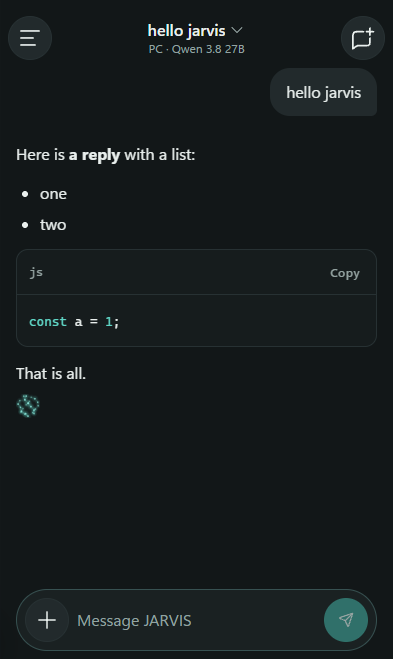 hello jarvis
PC · Qwen 3.8 27B
hello jarvis
Here is a reply with a list:
one
two
js
Copy
const a = 1;
That is all.
Message JARVIS